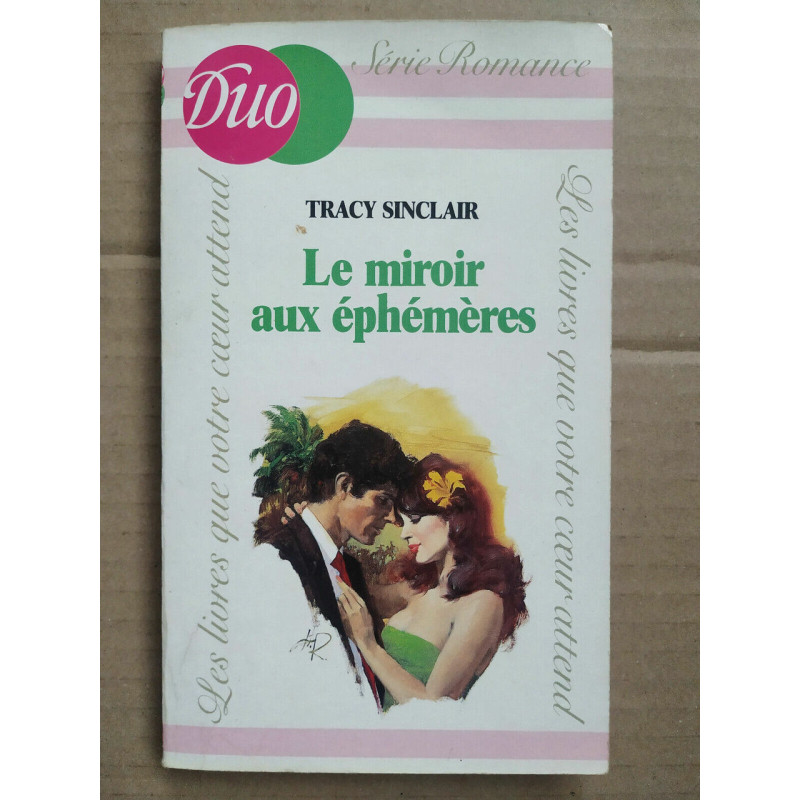 Duo
Série Romance
TRACY SINCLAIR
Le miroir
aux éphémères
Les livres que votre cœur attend
Les livres que votre cœur attend